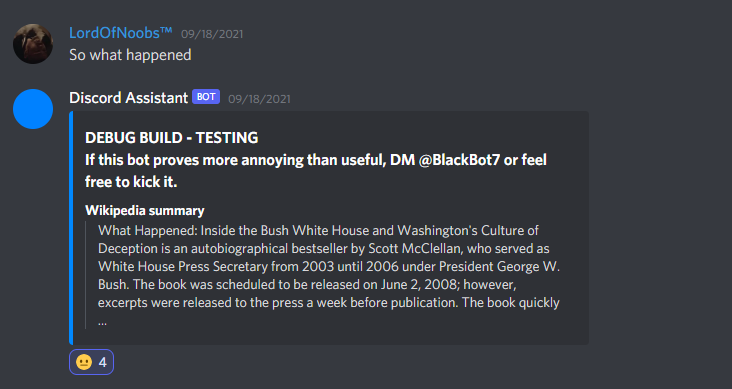 LordOfNoobs™ 09/18/2021
So what happened
Discord Assistant BOT 09/18/2021
DEBUG BUILD - TESTING
If this bot proves more annoying than useful, DM @BlackBot7 or feel
free to kick it.
Wikipedia summary
What Happened: Inside the Bush White House and Washington's Culture of
Deception is an autobiographical bestseller by Scott McClellan, who served as
White House Press Secretary from 2003 until 2006 under President George W.
Bush. The book was scheduled to be released on June 2, 2008; however,
excerpts were released to the press a week before publication. The book quickly
...
😐 4